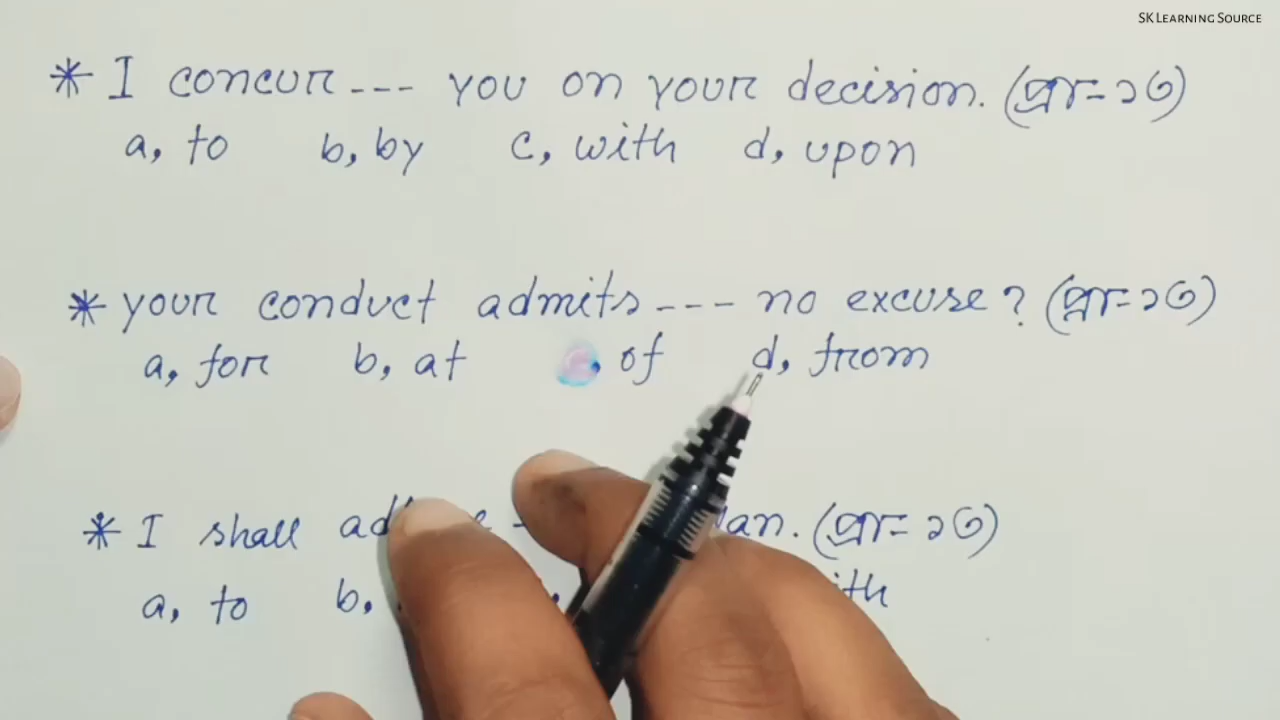 SK LEARNING SOURCE
* I concur --- you on your decision. (প্রা-১৩)
a, to b, by c, with d, upon
* your conduct admits --- no excuse? (প্রা-১৩)
a, for b, at of d, from
* I shall (প্রা- ১৩)
a, to b,